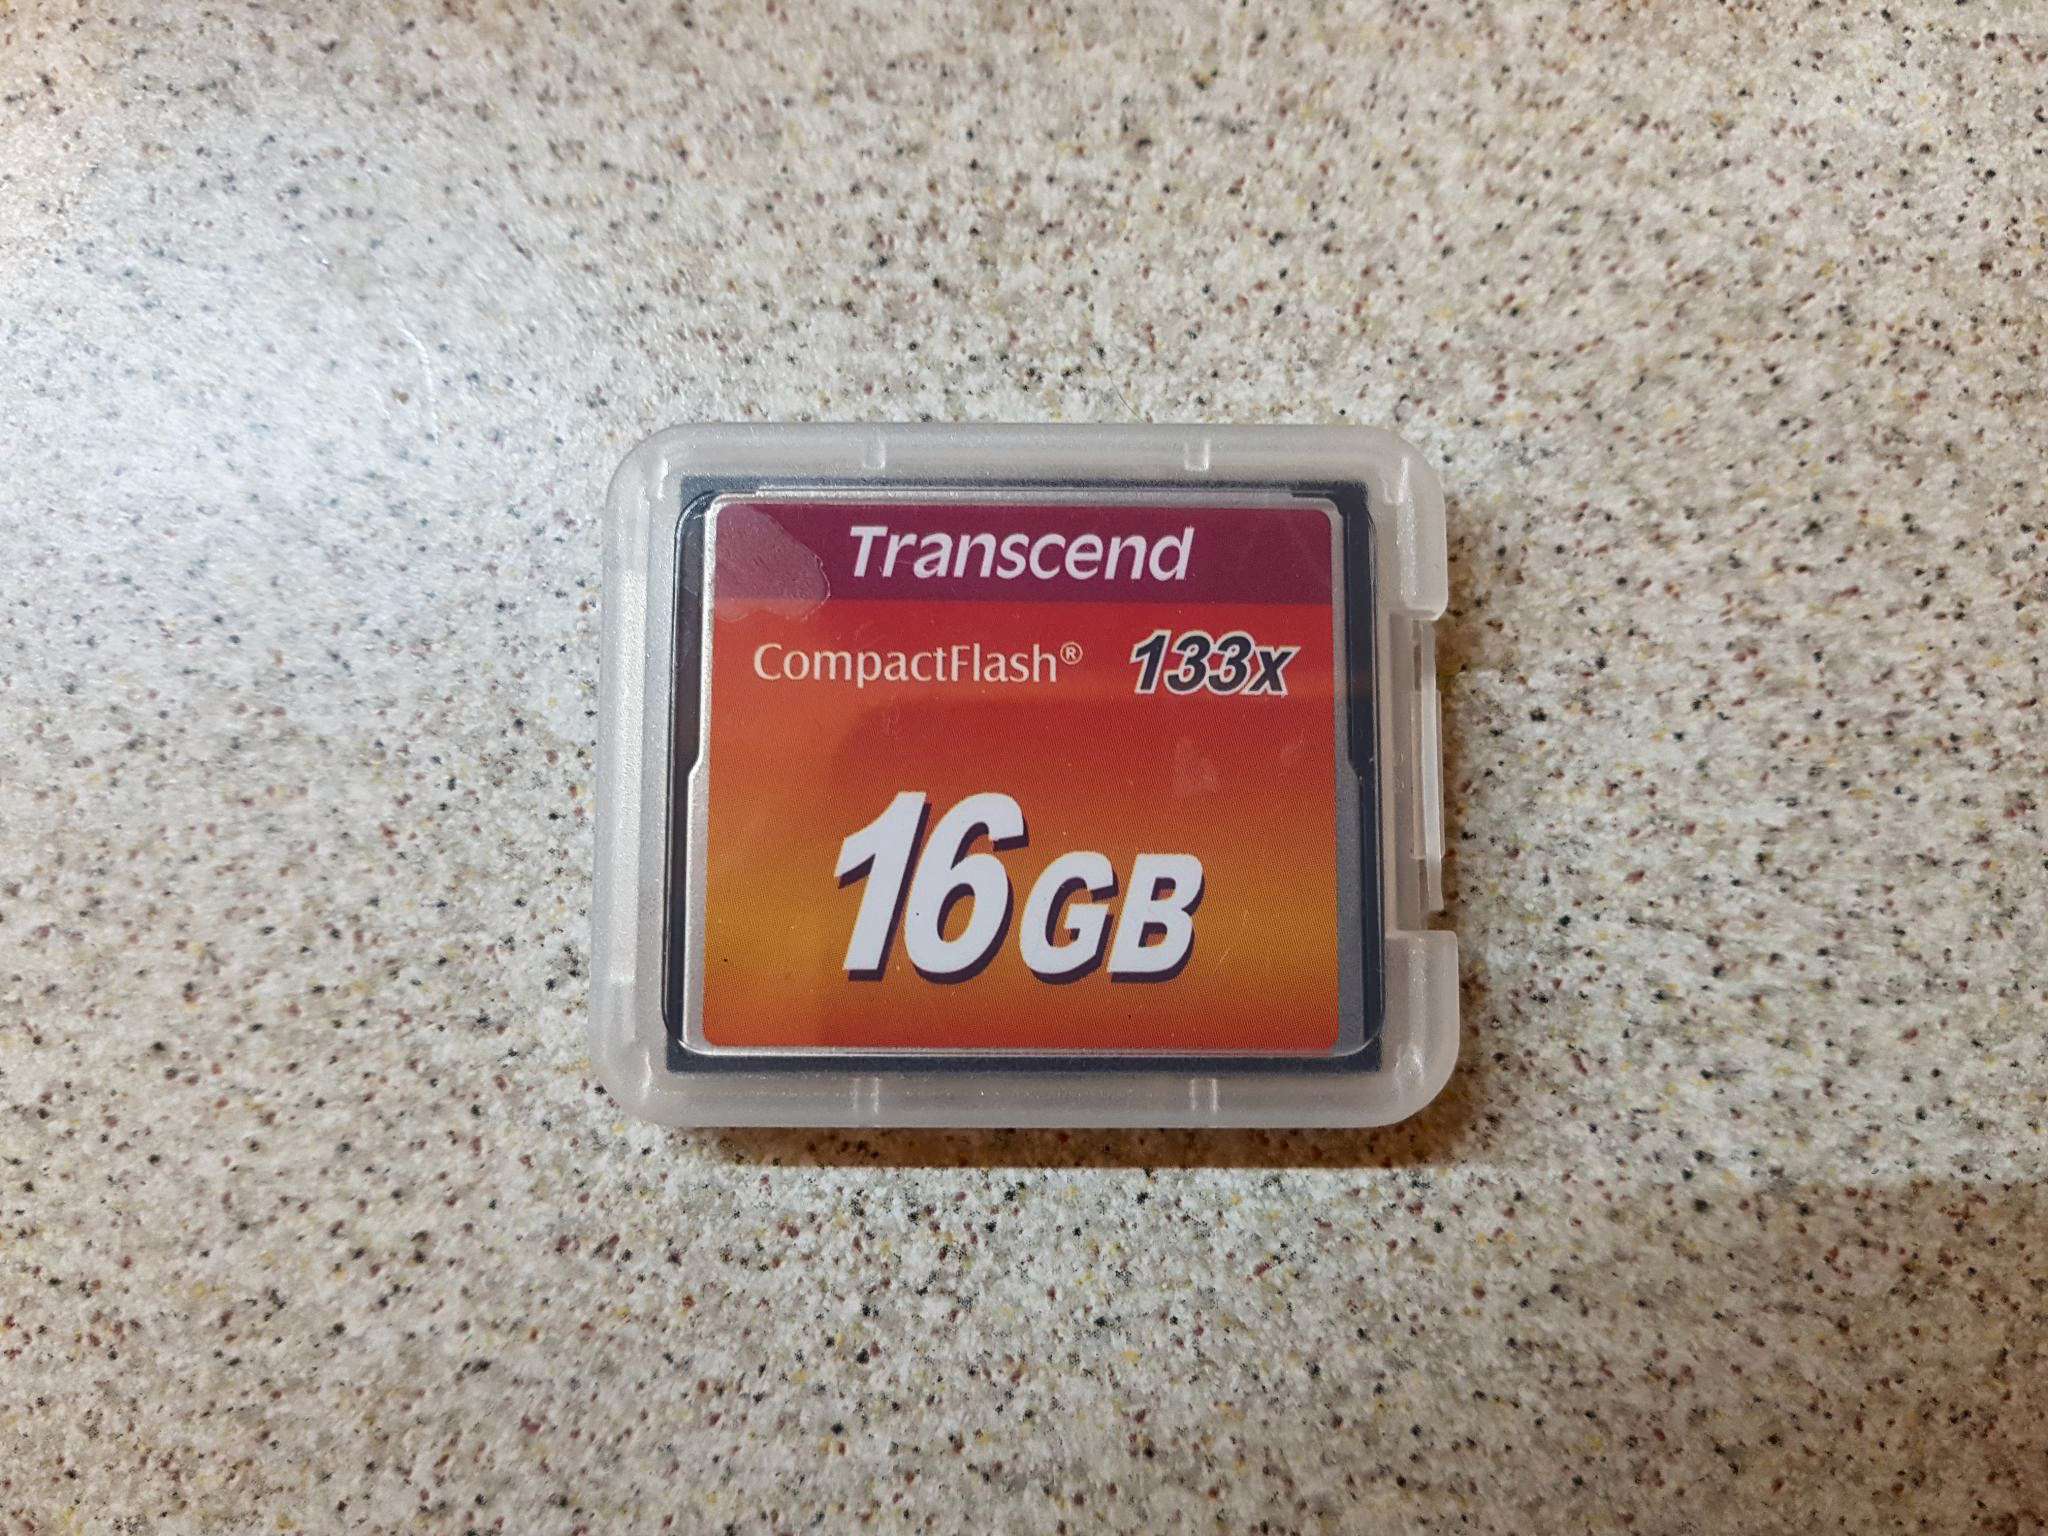 Transcend
CompactFlash® 133x
16GB